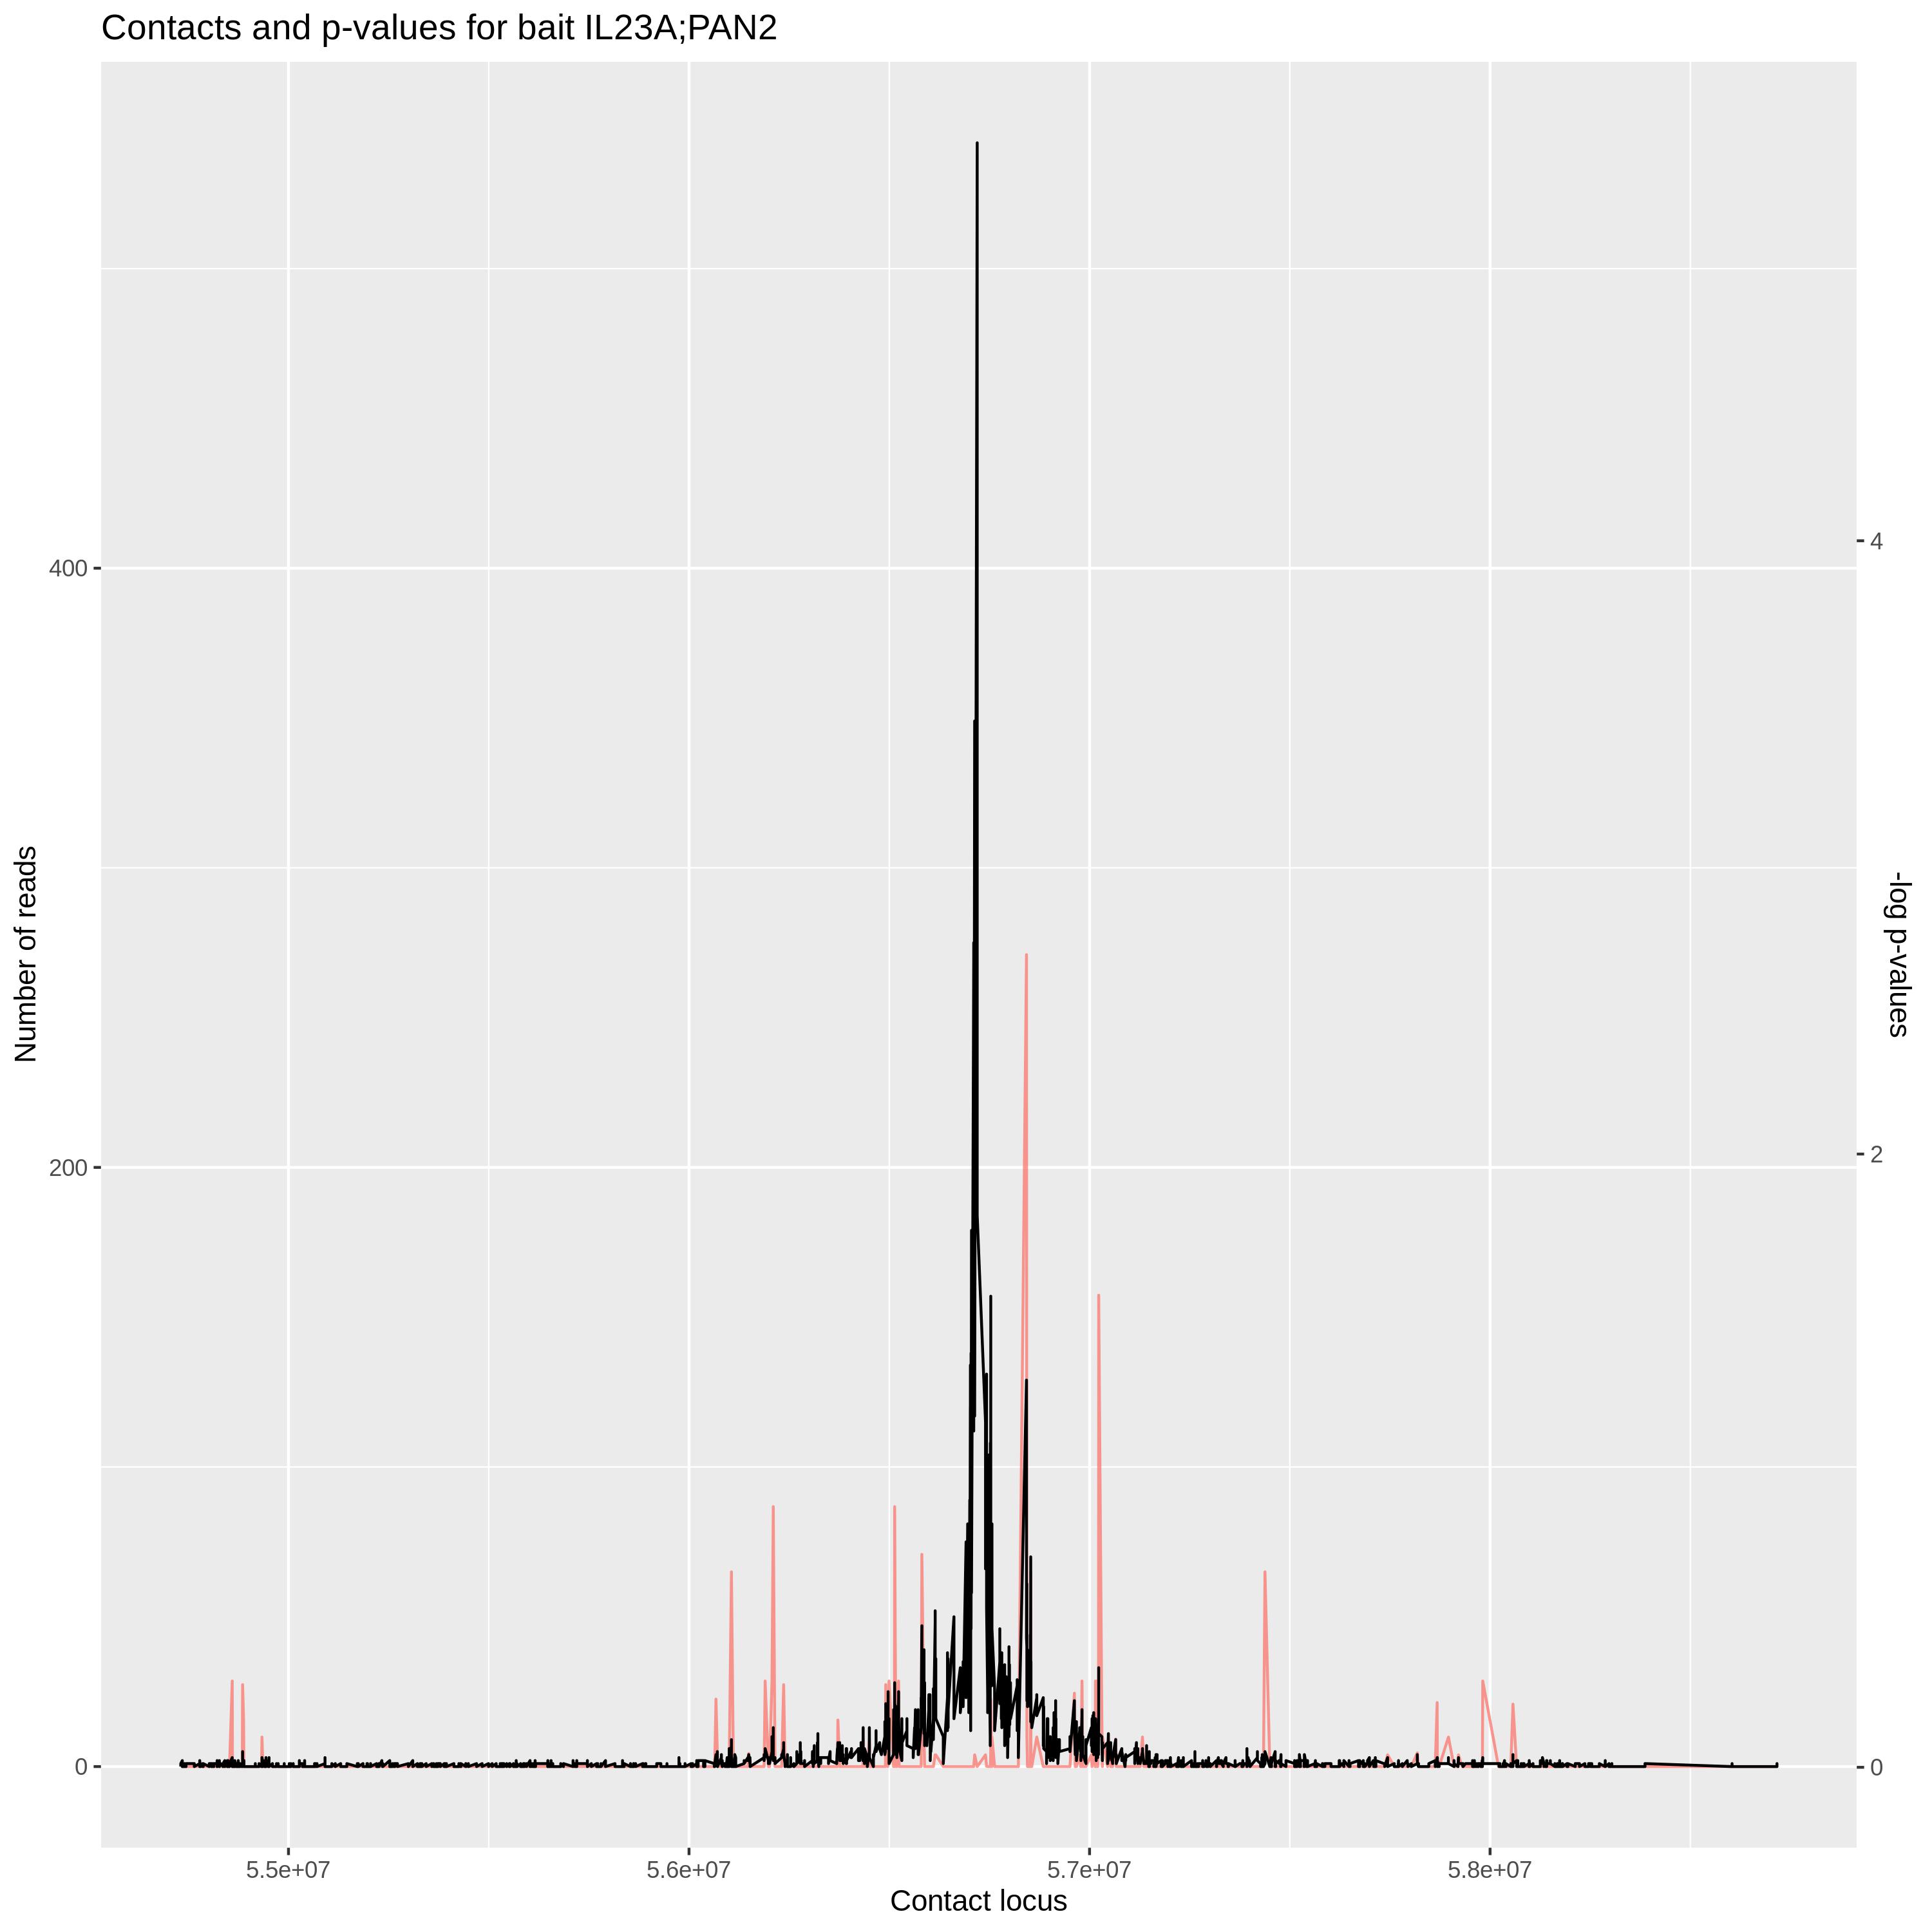 Contacts and p-values for bait IL23A;PAN2
Number of reads
400
200
0
4
2
0
-log p-values
5.5e+07
5.6e+07
5.7e+07
5.8e+07
Contact locus